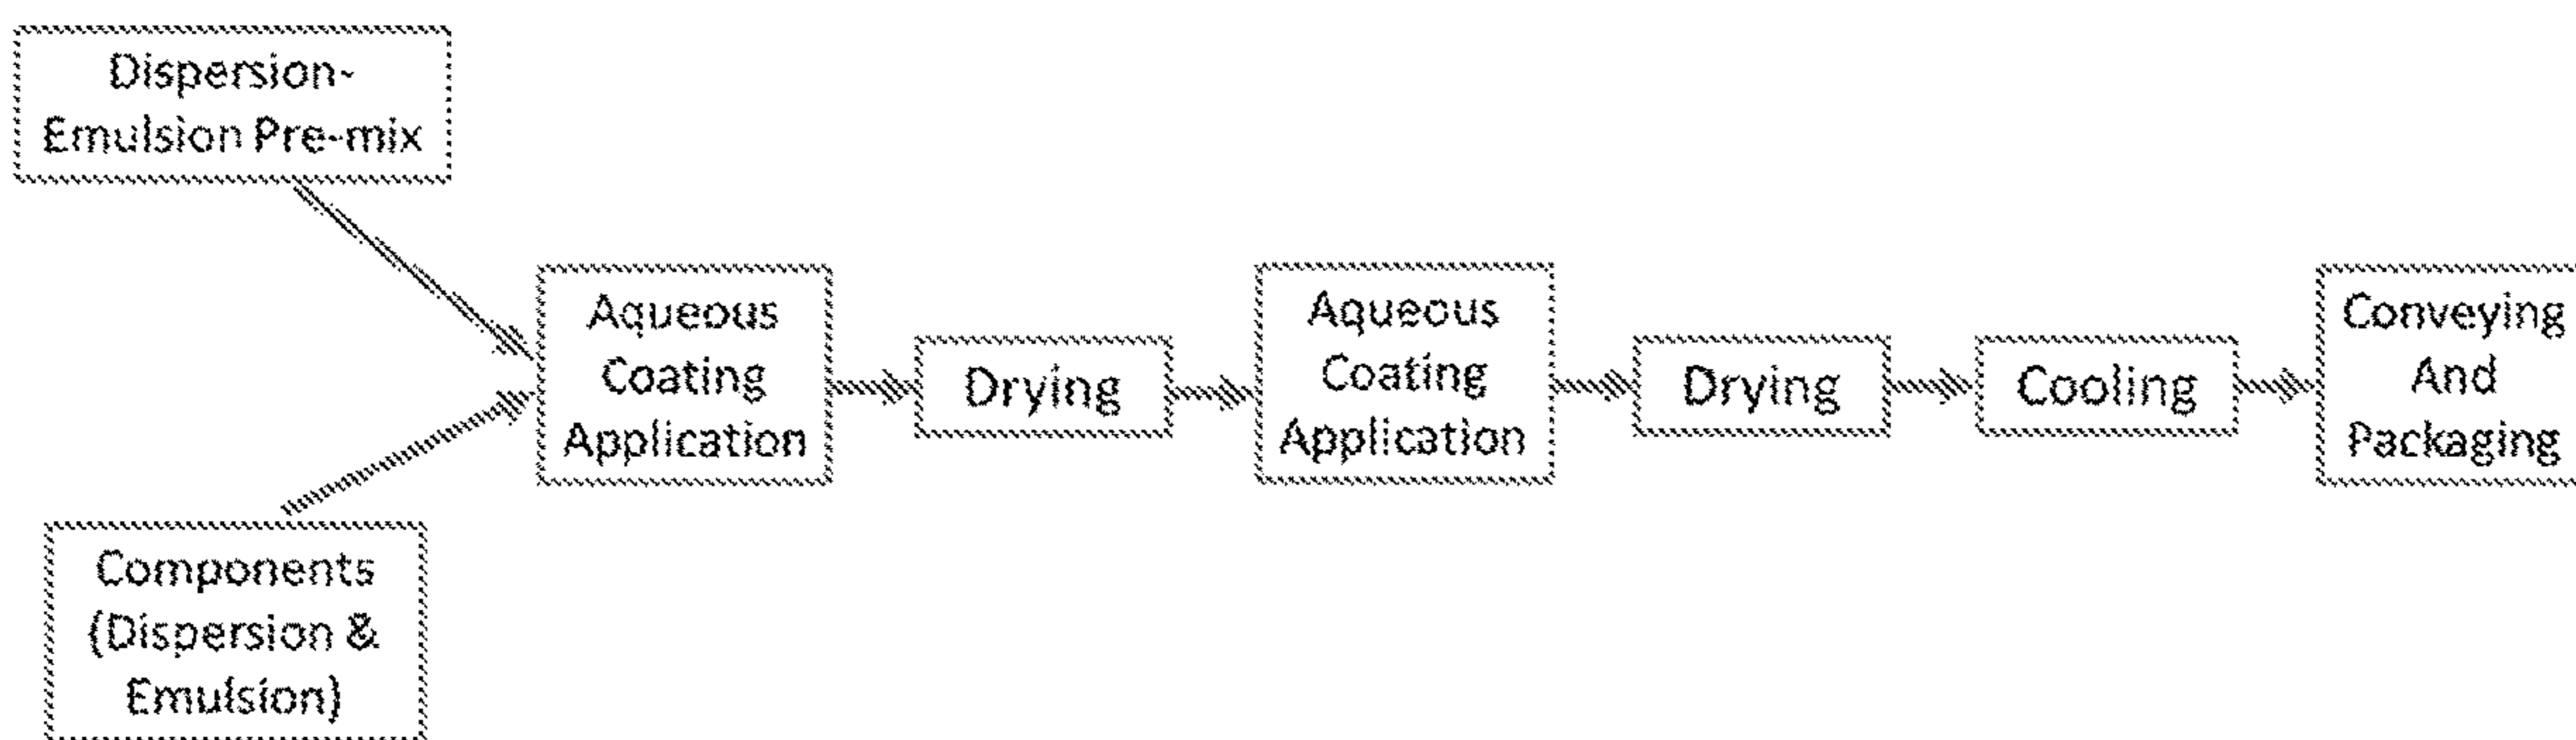 Dispersion-
Emulsion Pre-mix
Components
(Dispersion &
Emulsion)
Aqueous
Coating
Application
Drying
Aqueous
Coating
Application
Drying
Cooling
Conveying
And
Packaging